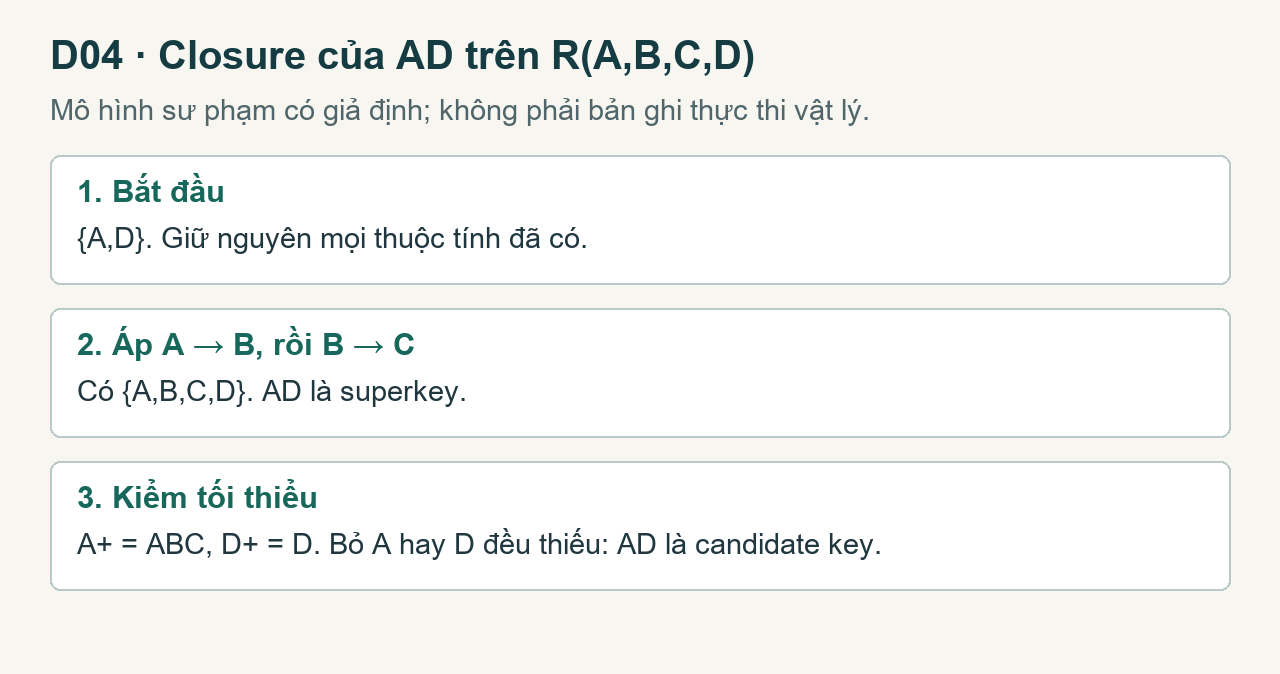 D04 · Closure của AD trên R(A,B,C,D)
Mô hình sư phạm có giả định; không phải bản ghi thực thi vật lý.
1. Bắt đầu
{A,D}. Giữ nguyên mọi thuộc tính đã có.
2. Áp A → B, rồi B → C
Có {A,B,C,D}. AD là superkey.
3. Kiểm tối thiểu
A+ = ABC, D+ = D. Bỏ A hay D đều thiếu: AD là candidate key.